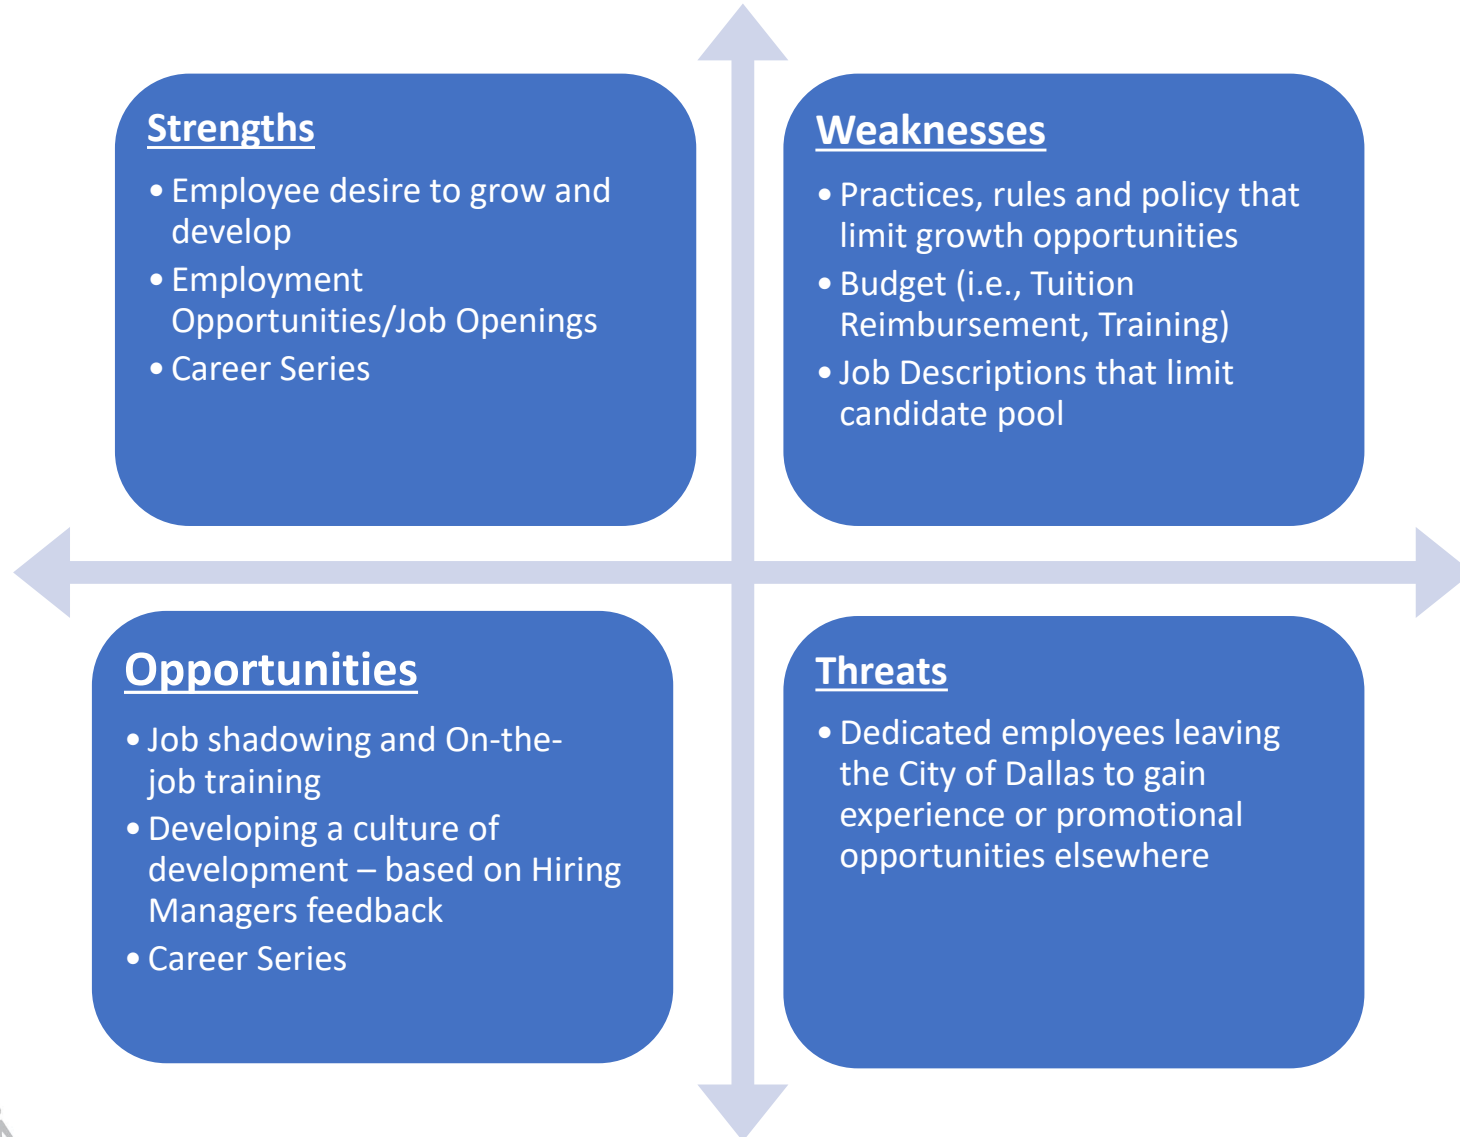 Strengths
• Employee desire to grow and
develop
• Employment
Opportunities/Job Openings
• Career Series
Weaknesses
• Practices, rules and policy that
limit growth opportunities
• Budget (i.e., Tuition
Reimbursement, Training)
• Job Descriptions that limit
candidate pool
Opportunities
• Job shadowing and On-the-
job training
• Developing a culture of
development – based on Hiring
Managers feedback
• Career Series
Threats
• Dedicated employees leaving
the City of Dallas to gain
experience or promotional
opportunities elsewhere